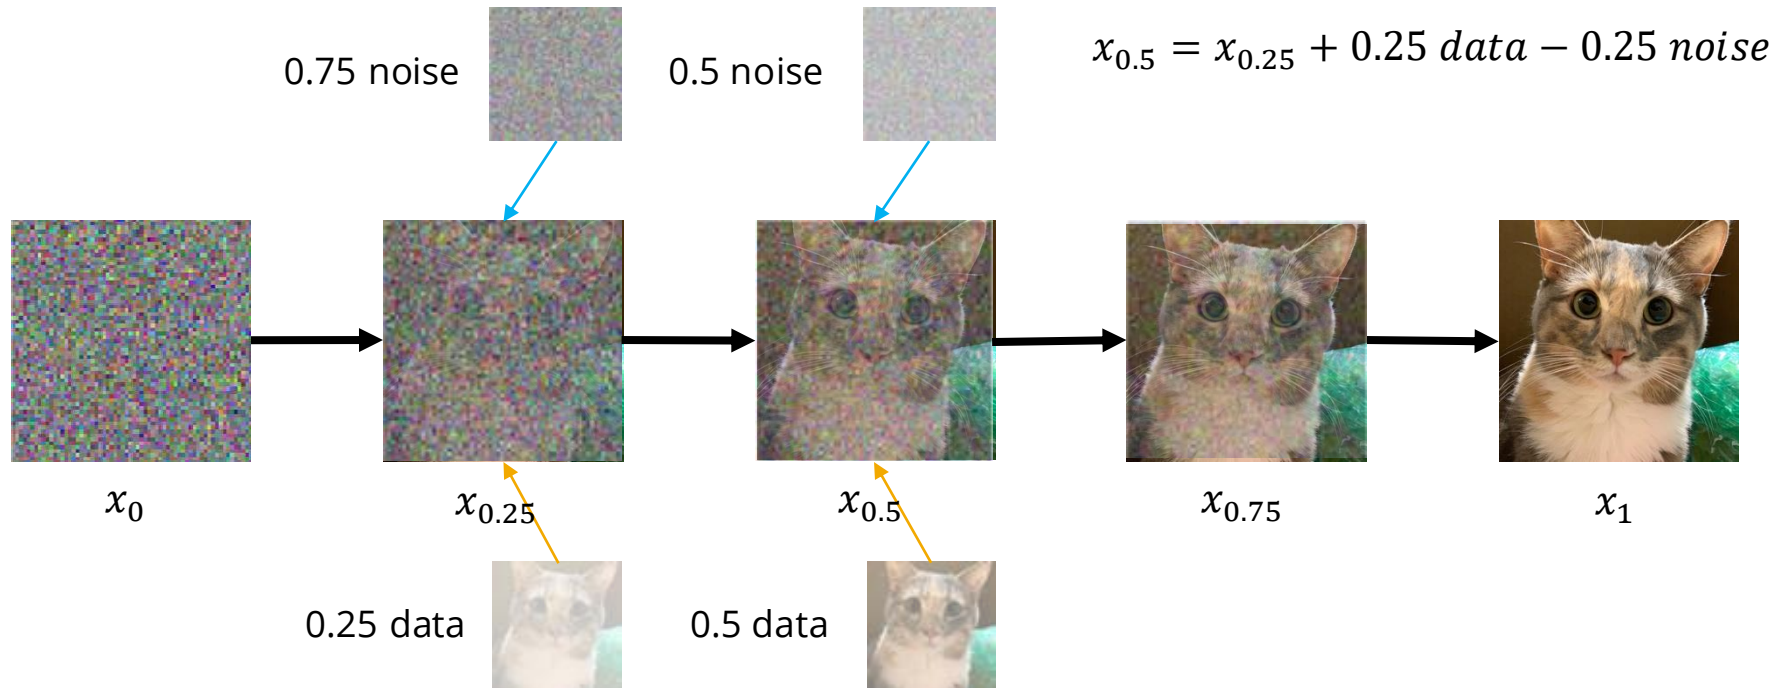 0.75 noise
0.5 noise
x₀.₅ = x₀.₂₅ + 0.25 data − 0.25 noise
x₀
x₀.₂₅
x₀.₅
x₀.₇₅
x₁
0.25 data
0.5 data